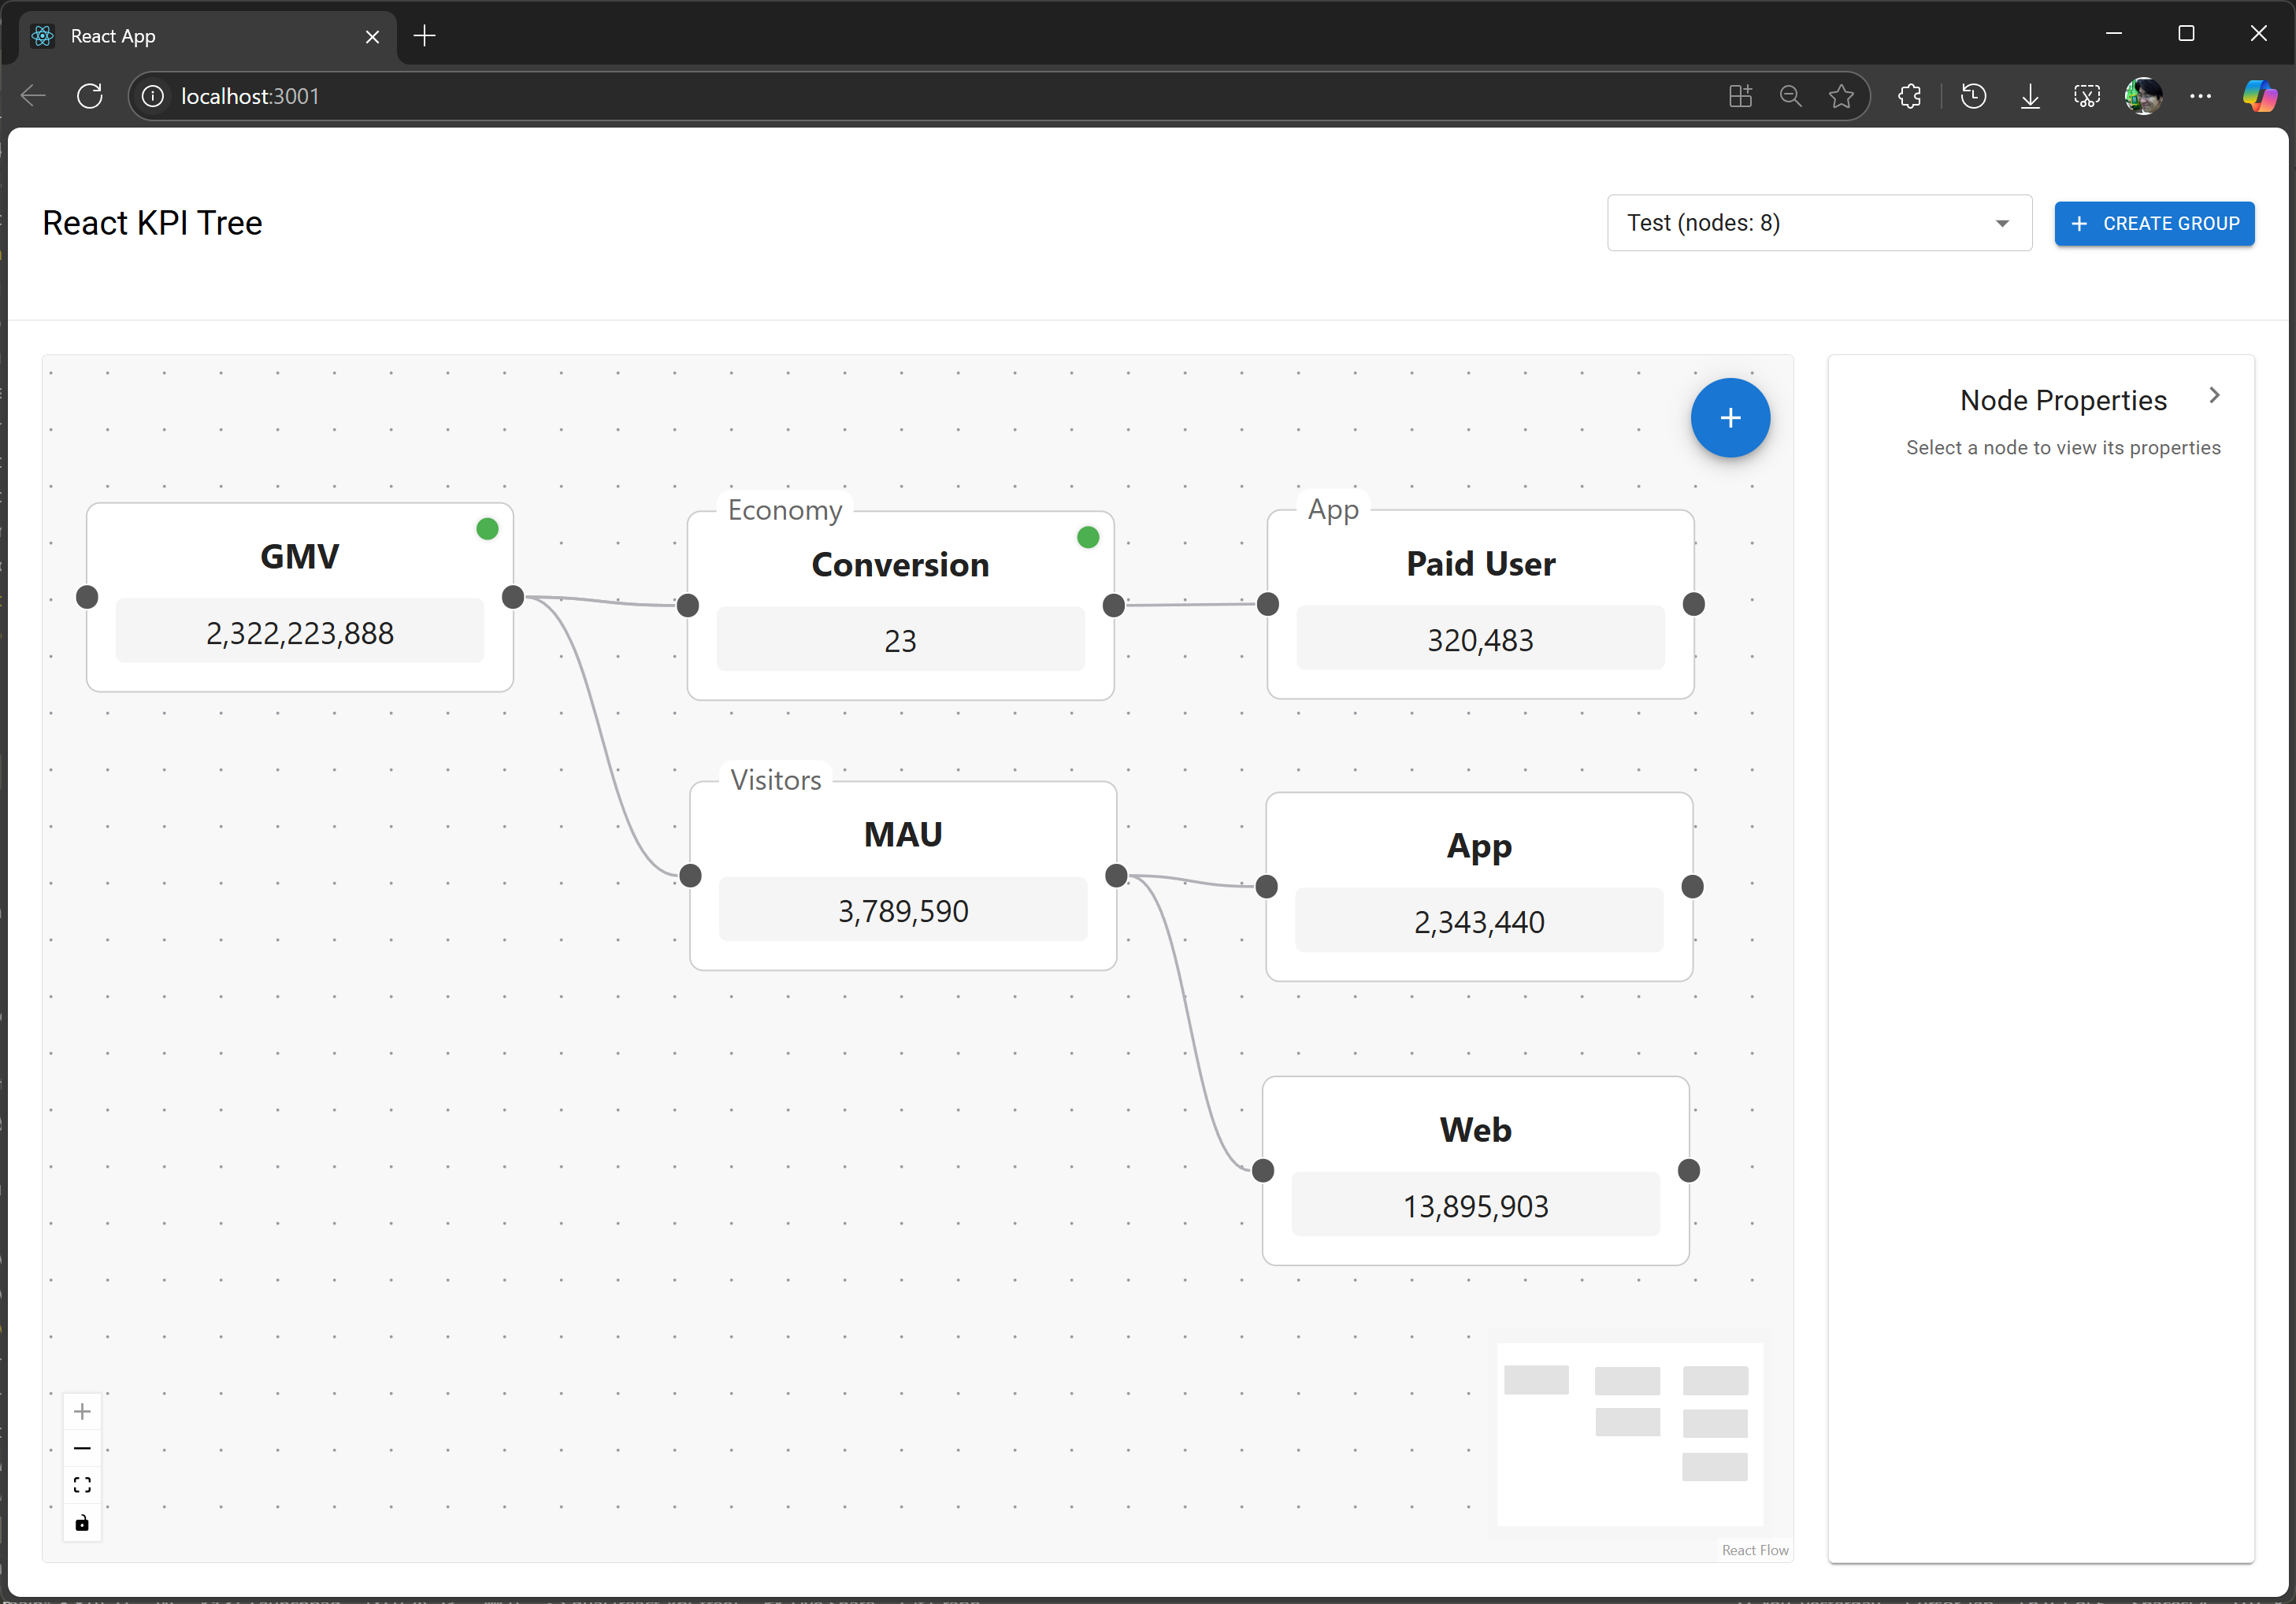 React App
localhost:3001
React KPI Tree
Test (nodes: 8)
CREATE GROUP
Node Properties
Select a node to view its properties
GMV
2,322,223,888
Economy
Conversion
23
App
Paid User
320,483
Visitors
MAU
3,789,590
App
2,343,440
Web
13,895,903
React Flow